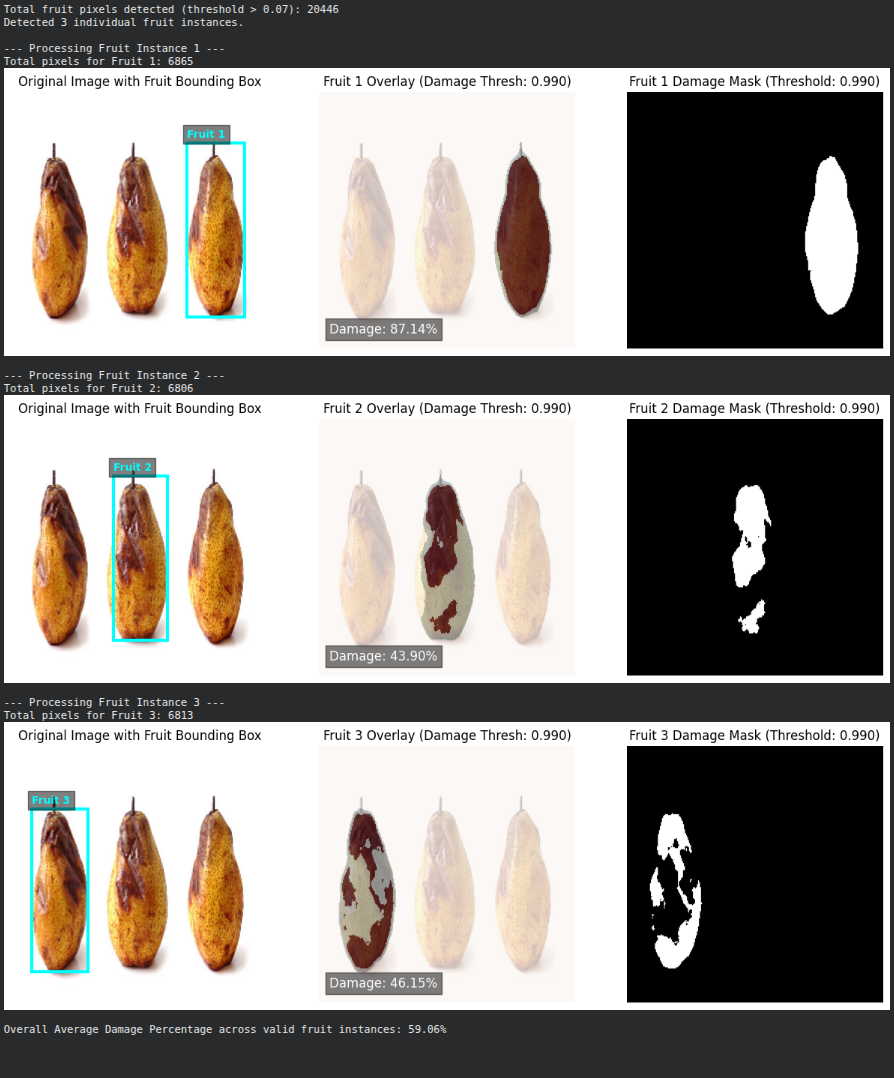 Total fruit pixels detected (threshold > 0.07): 20446
Detected 3 individual fruit instances.
--- Processing Fruit Instance 1 ---
Total pixels for Fruit 1: 6865
Original Image with Fruit Bounding Box
Fruit 1 Overlay (Damage Thresh: 0.990)
Fruit 1 Damage Mask (Threshold: 0.990)
Fruit 1
Damage: 87.14%
--- Processing Fruit Instance 2 ---
Total pixels for Fruit 2: 6806
Original Image with Fruit Bounding Box
Fruit 2 Overlay (Damage Thresh: 0.990)
Fruit 2 Damage Mask (Threshold: 0.990)
Fruit 2
Damage: 43.90%
--- Processing Fruit Instance 3 ---
Total pixels for Fruit 3: 6813
Original Image with Fruit Bounding Box
Fruit 3 Overlay (Damage Thresh: 0.990)
Fruit 3 Damage Mask (Threshold: 0.990)
Fruit 3
Damage: 46.15%
Overall Average Damage Percentage across valid fruit instances: 59.06%